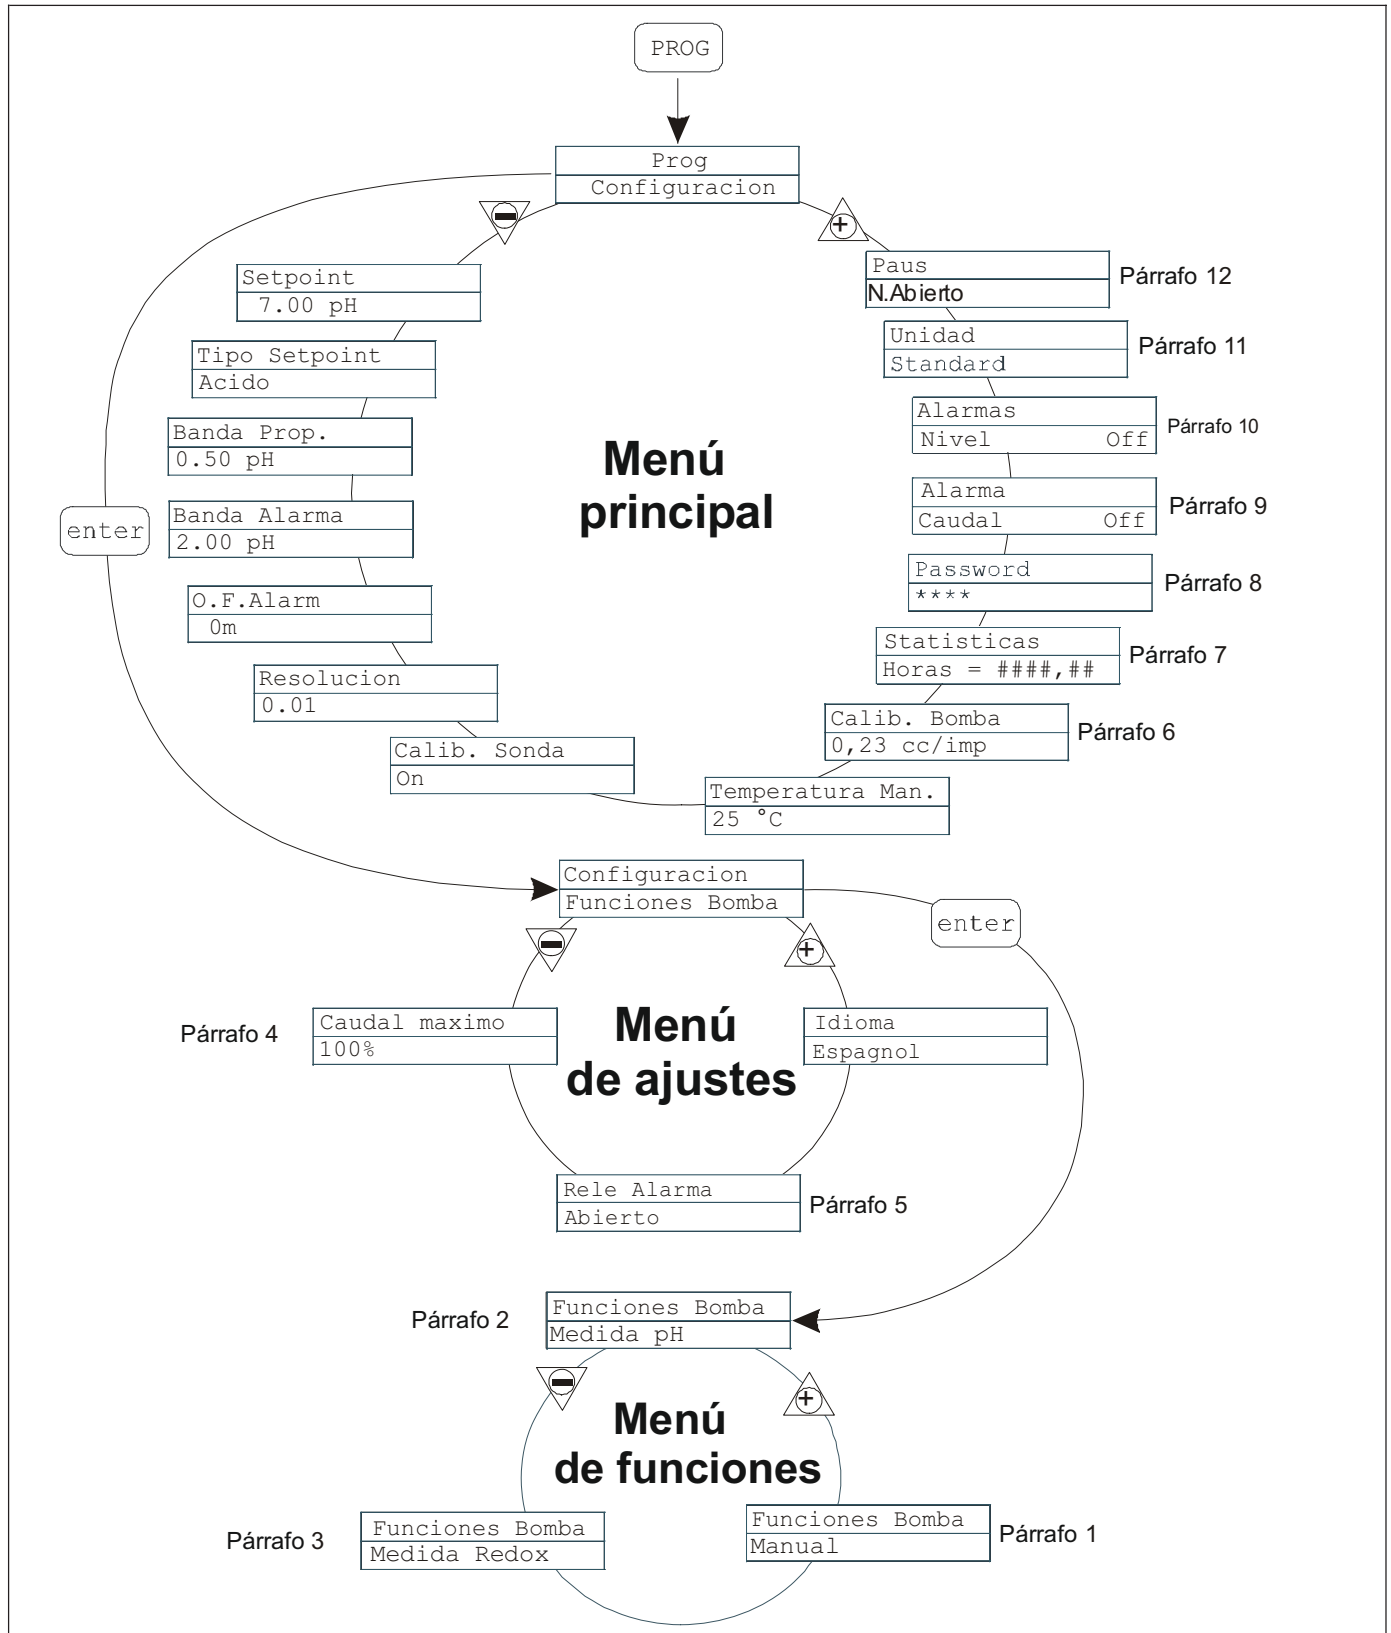 PROG
Prog
Configuracion
Setpoint
7.00 pH
Tipo Setpoint
Acido
Banda Prop.
0.50 pH
Banda Alarma
2.00 pH
O.F.Alarm
0m
Resolucion
0.01
Calib. Sonda
On
Temperatura Man.
25 °C
Calib. Bomba
0,23 cc/imp
Párrafo 6
Statisticas
Horas = ####,##
Párrafo 7
Password
****
Párrafo 8
Alarma
Caudal Off
Párrafo 9
Alarmas
Nivel Off
Párrafo 10
Unidad
Standard
Párrafo 11
Paus
N.Abierto
Párrafo 12
Menú
principal
enter
Configuracion
Funciones Bomba
enter
Párrafo 4
Caudal maximo
100%
Menú
de ajustes
Idioma
Espagnol
Rele Alarma
Abierto
Párrafo 5
Párrafo 2
Funciones Bomba
Medida pH
Menú
de funciones
Párrafo 3
Funciones Bomba
Medida Redox
Funciones Bomba
Manual
Párrafo 1